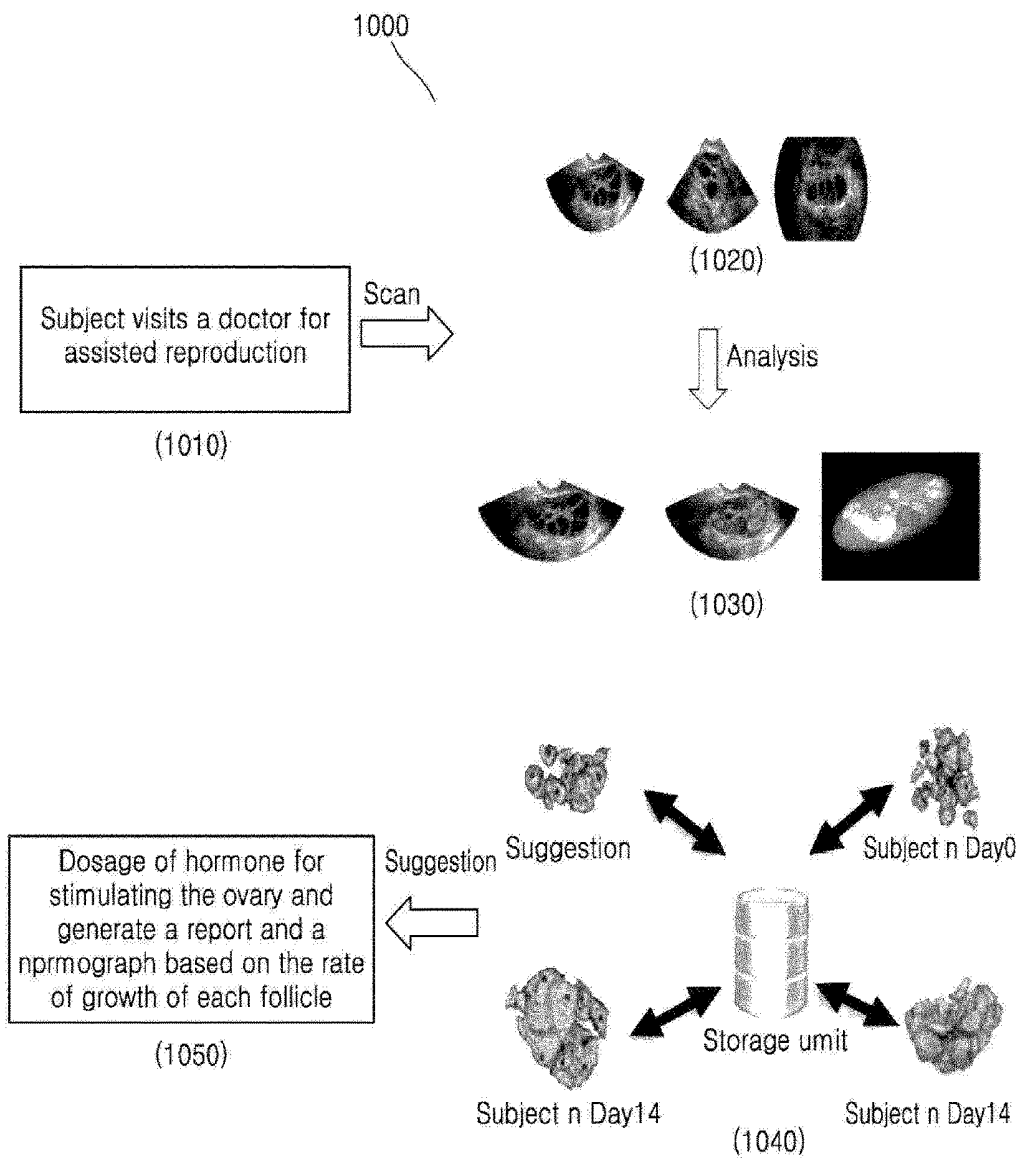 1000
(1020)
Scan
Subject visits a doctor for
assisted reproduction
(1010)
Analysis
(1030)
Suggestion
Subject n Day0
Suggestion
Dosage of hormone for
stimulating the ovary and
generate a report and a
nprmograph based on the rate
of growth of each follicle
(1050)
Storage umit
Subject n Day14
Subject n Day14
(1040)